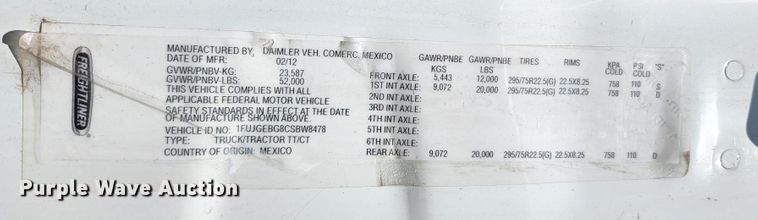 FREIGHTLINER
MANUFACTURED BY: DAIMLER VEH. COMERC. MEXICO
DATE OF MFR: 02/12
GVWR/PNBV-KG: 23,587
GVWR/PNBV-LBS: 52,000
THIS VEHICLE COMPLIES WITH ALL
APPLICABLE FEDERAL MOTOR VEHICLE
SAFETY STANDARDS IN EFFECT AT THE DATE
OF MANUFACTURE SHOWN ABOVE.
VEHICLE ID NO: 1FUJGEBG8CSBW8478
TYPE: TRUCK/TRACTOR TT/CT
COUNTRY OF ORIGIN: MEXICO
GAWR/PNBE GAWR/PNBE TIRES RIMS KPA PSI "S"
KGS LBS COLD COLD
FRONT AXLE: 5,443 12,000 295/75R22.5(G) 22.5X8.25 758 110 S
1ST INT AXLE: 9,072 20,000 295/75R22.5(G) 22.5X8.25 758 110 D
2ND INT AXLE:
3RD INT AXLE:
4TH INT AXLE:
5TH INT AXLE:
6TH INT AXLE:
REAR AXLE: 9,072 20,000 295/75R22.5(G) 22.5X8.25 758 110 D
Purple Wave Auction
Purple Wave Auction